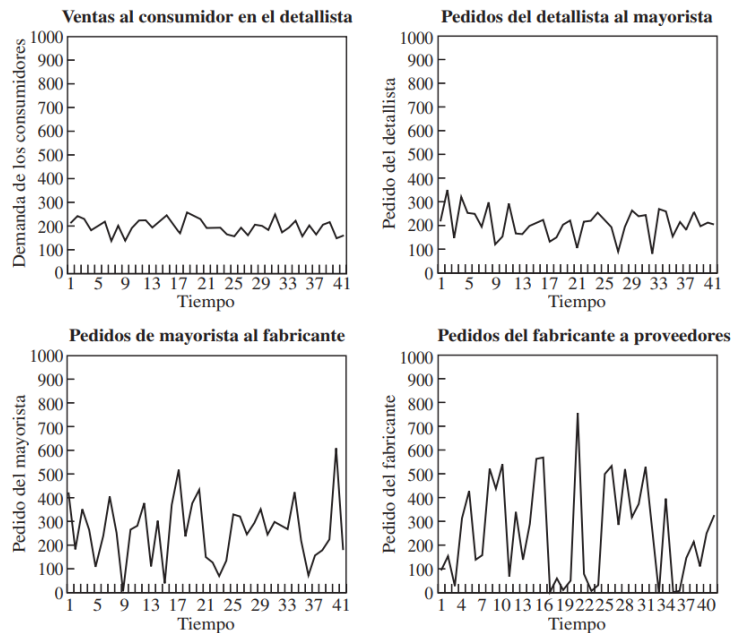 Ventas al consumidor en el detallista
1000
900
800
700
600
500
400
300
200
100
0
Demanda de los consumidores
1 5 9 13 17 21 25 29 33 37 41
Tiempo
Pedidos del detallista al mayorista
1000
900
800
700
600
500
400
300
200
100
0
Pedido del detallista
1 5 9 13 17 21 25 29 33 37 41
Tiempo
Pedidos de mayorista al fabricante
1000
900
800
700
600
500
400
300
200
100
0
Pedido del mayorista
1 5 9 13 17 21 25 29 33 37 41
Tiempo
Pedidos del fabricante a proveedores
1000
900
800
700
600
500
400
300
200
100
0
Pedido del fabricante
1 4 7 10 13 16 19 22 25 28 31 34 37 40
Tiempo